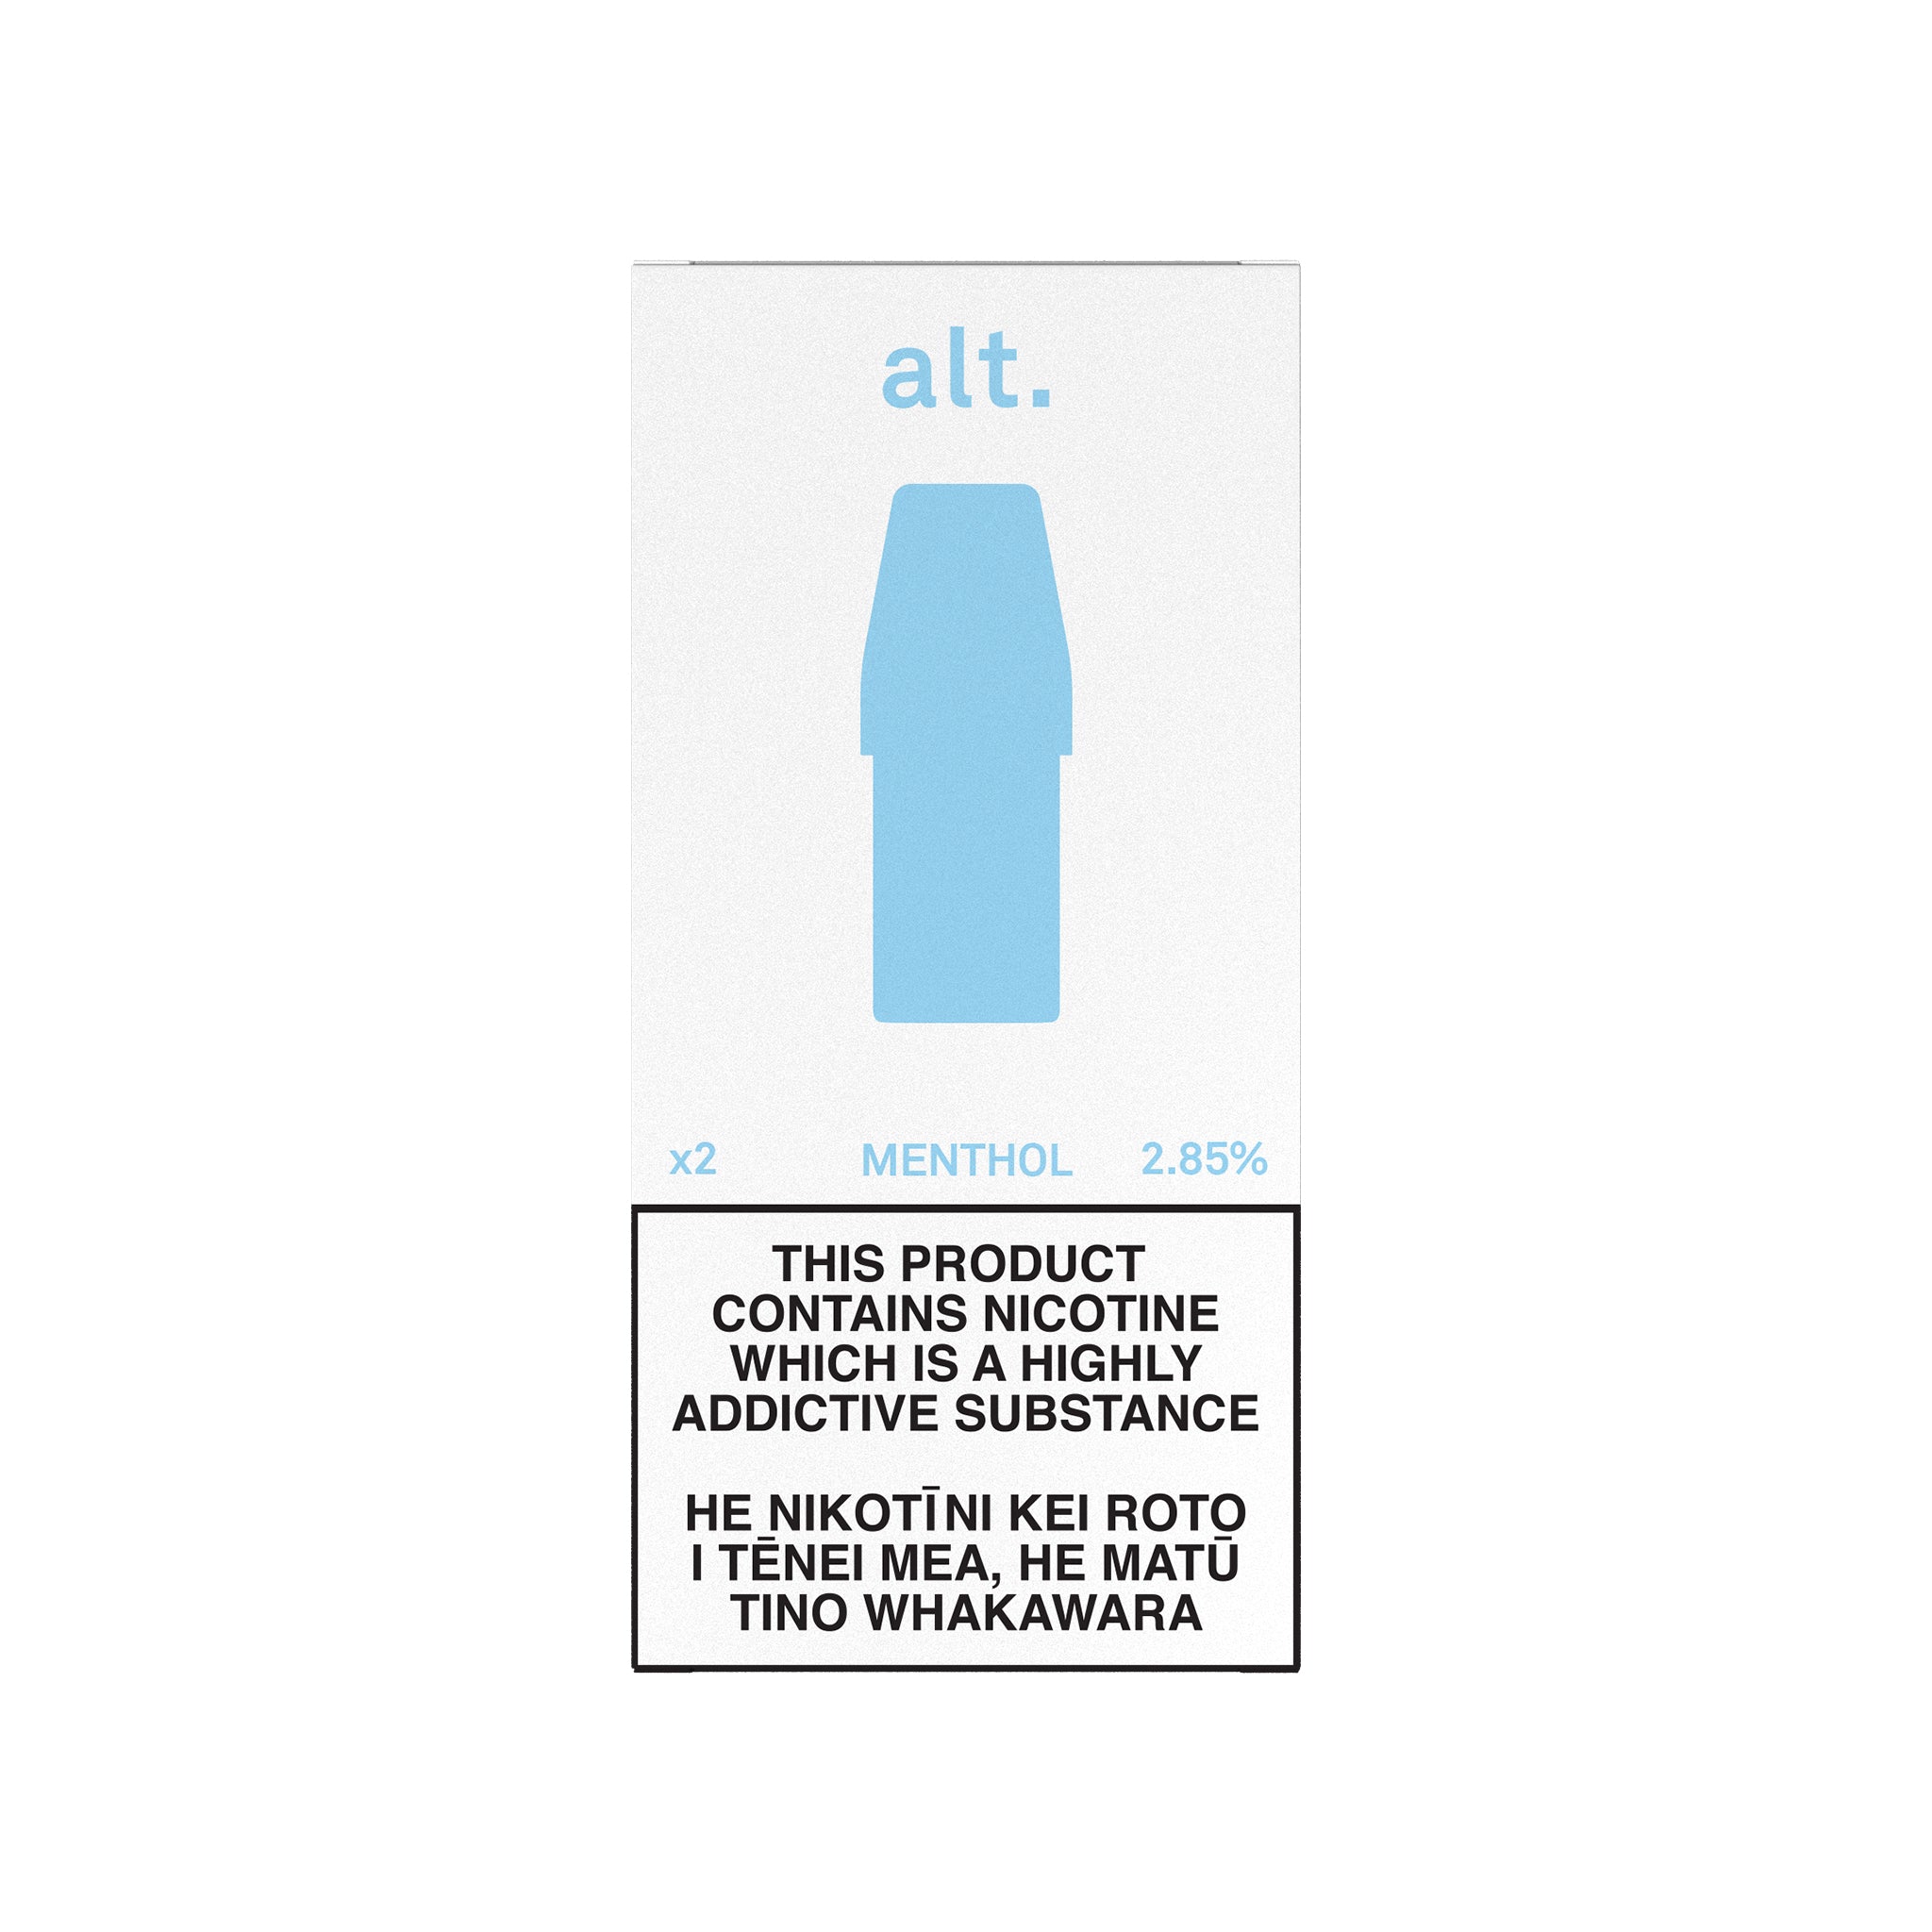 alt.
x2 MENTHOL 2.85%
THIS PRODUCT
CONTAINS NICOTINE
WHICH IS A HIGHLY
ADDICTIVE SUBSTANCE
HE NIKOTĪNI KEI ROTO
I TĒNEI MEA, HE MATŪ
TINO WHAKAWARA